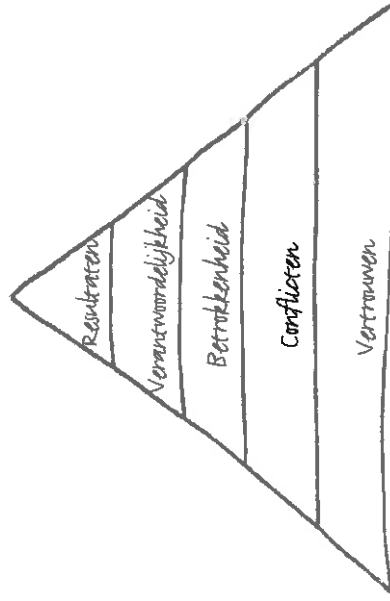 Resultaten
Verantwoordelijkheid
Betrokkenheid
Conflicten
Vertrouwen